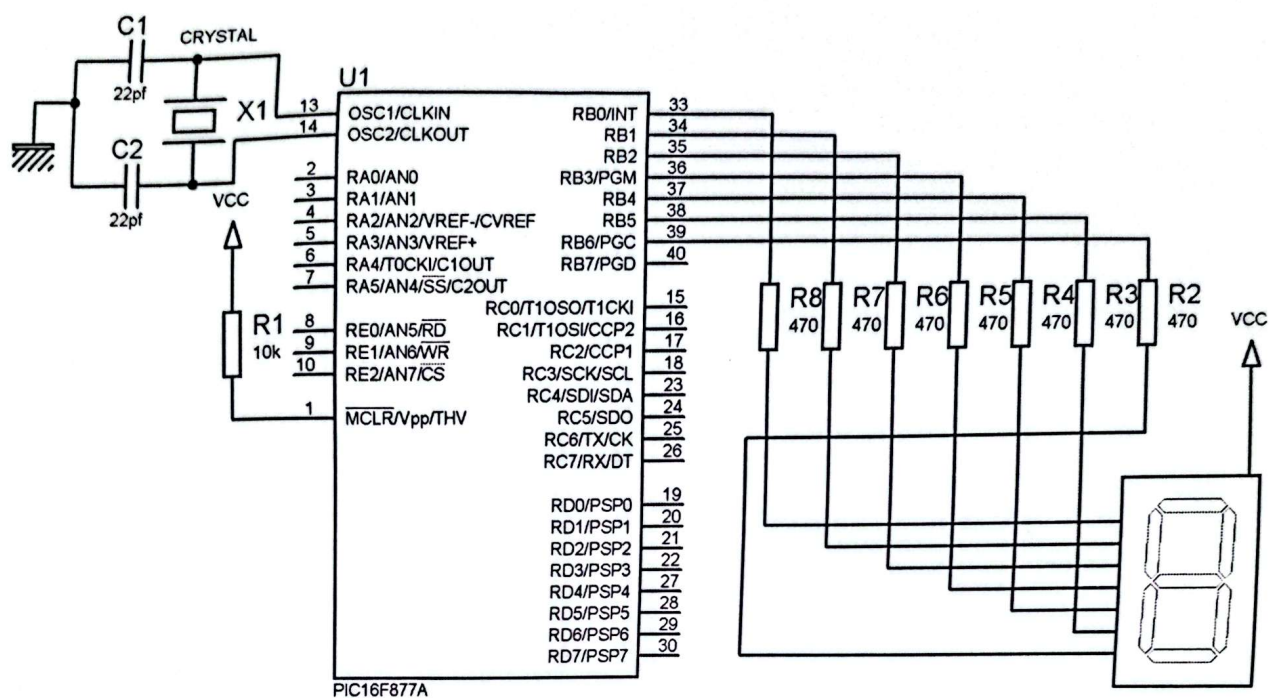 C1
CRYSTAL
22pf
X1
C2
22pf
VCC
R1
10k
U1
13 OSC1/CLKIN
14 OSC2/CLKOUT
2 RA0/AN0
3 RA1/AN1
4 RA2/AN2/VREF-/CVREF
5 RA3/AN3/VREF+
6 RA4/T0CKI/C1OUT
7 RA5/AN4/SS/C2OUT
8 RE0/AN5/RD
9 RE1/AN6/WR
10 RE2/AN7/CS
1 MCLR/Vpp/THV
RB0/INT 33
RB1 34
RB2 35
RB3/PGM 36
RB4 37
RB5 38
RB6/PGC 39
RB7/PGD 40
RC0/T1OSO/T1CKI 15
RC1/T1OSI/CCP2 16
RC2/CCP1 17
RC3/SCK/SCL 18
RC4/SDI/SDA 23
RC5/SDO 24
RC6/TX/CK 25
RC7/RX/DT 26
RD0/PSP0 19
RD1/PSP1 20
RD2/PSP2 21
RD3/PSP3 22
RD4/PSP4 27
RD5/PSP5 28
RD6/PSP6 29
RD7/PSP7 30
PIC16F877A
R8 R7 R6 R5 R4 R3 R2
470 470 470 470 470 470 470
VCC